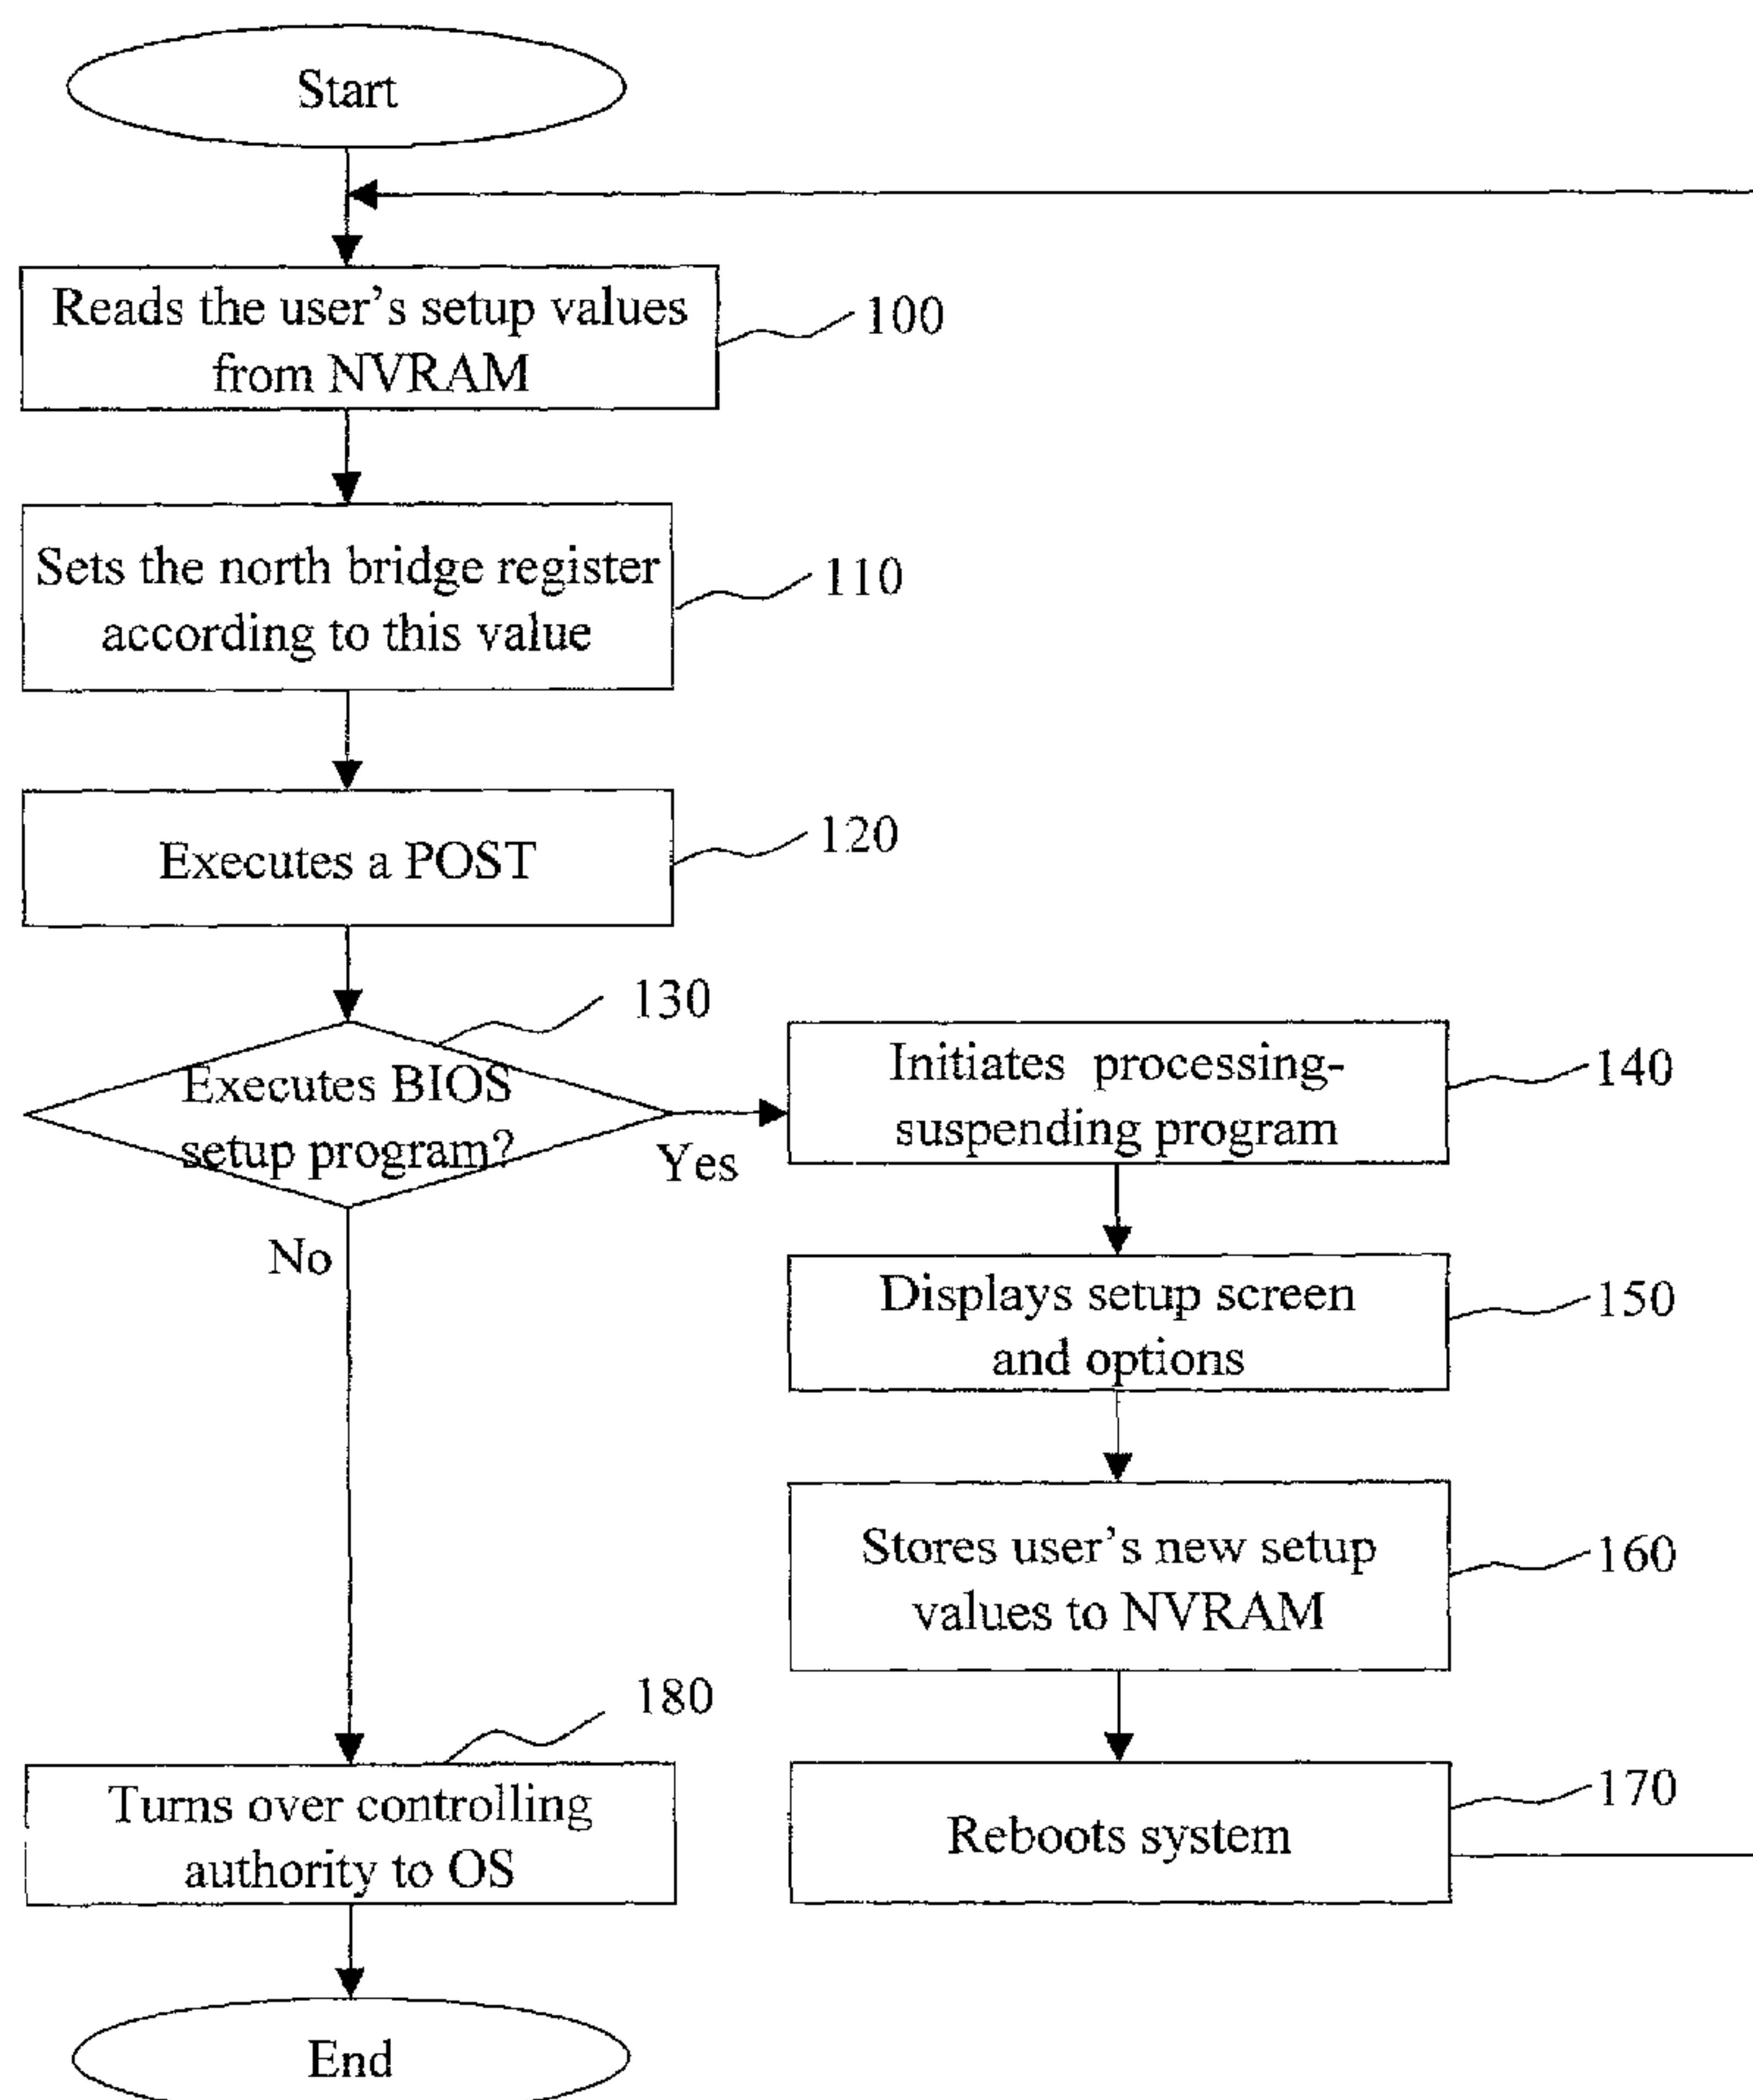 Start
Reads the user's setup values
from NVRAM
100
Sets the north bridge register
according to this value
110
Executes a POST
120
130
Executes BIOS
setup program?
Yes
No
Initiates processing-
suspending program
140
Displays setup screen
and options
150
Stores user's new setup
values to NVRAM
160
Reboots system
170
180
Turns over controlling
authority to OS
End